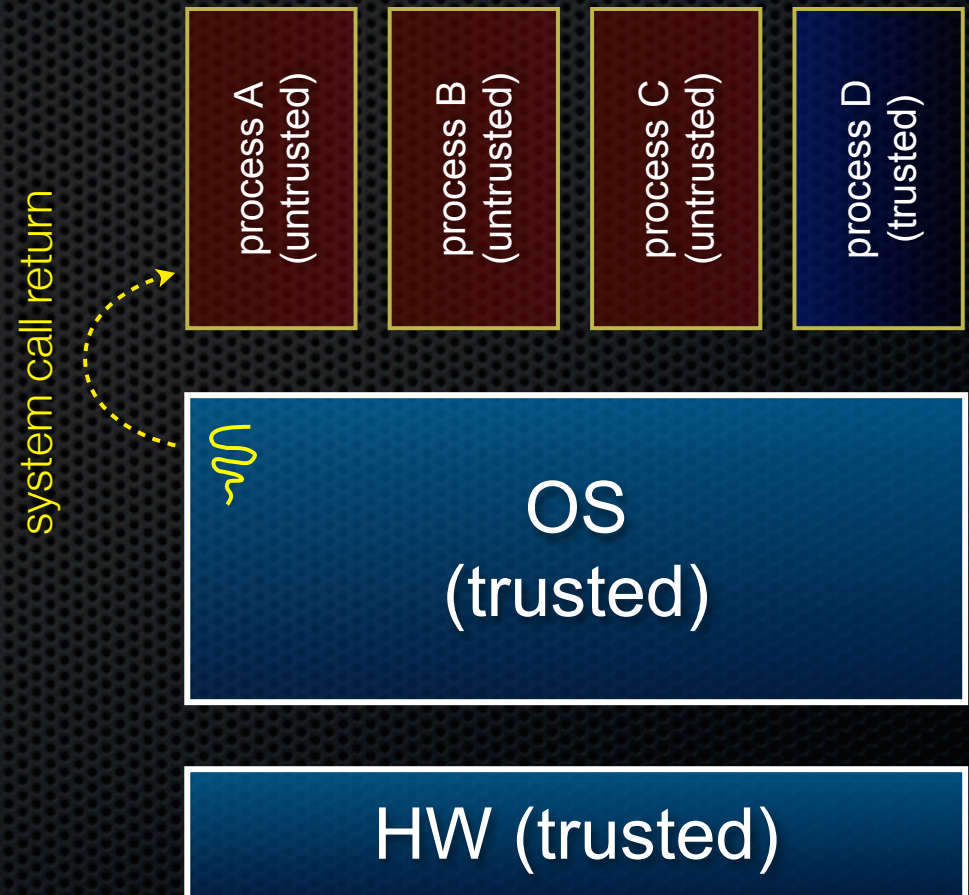 process A
(untrusted)
process B
(untrusted)
process C
(untrusted)
process D
(trusted)
system call return
OS
(trusted)
HW (trusted)